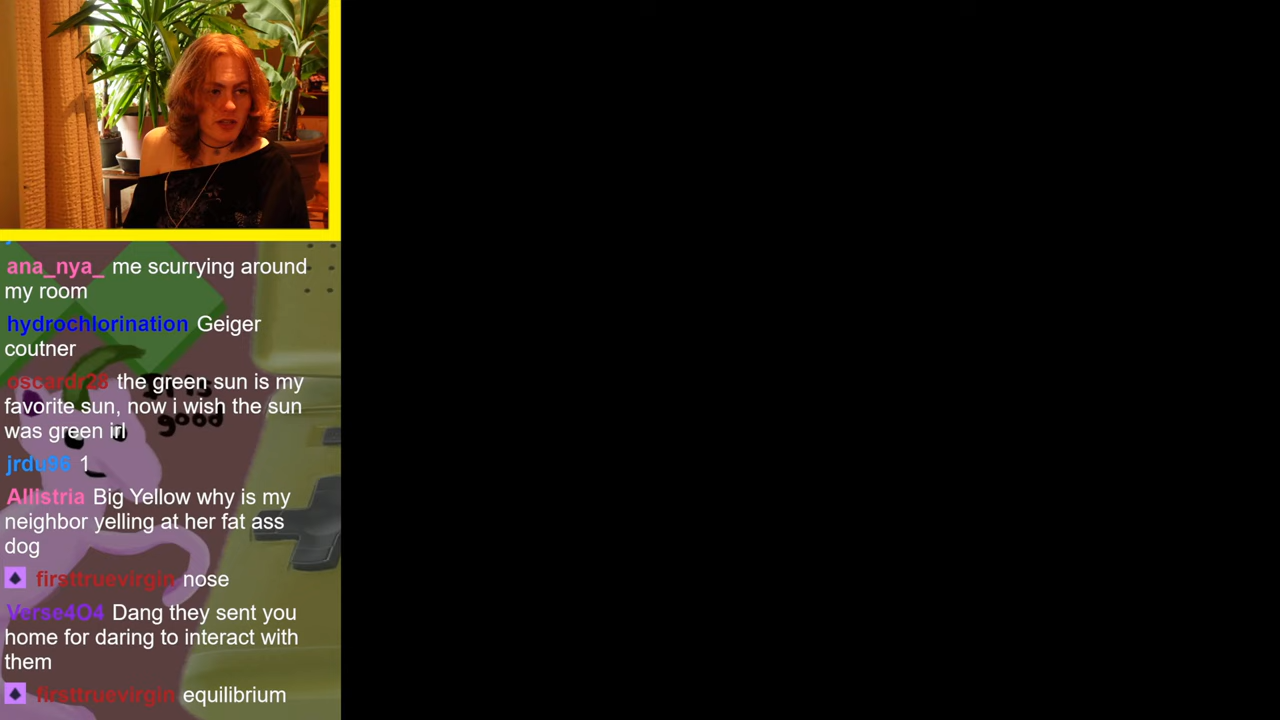 ana_nya_ me scurrying around
my room
hydrochlorination Geiger
coutner
oscardr28 the green sun is my
favorite sun, now i wish the sun
was green irl
good
jrdu96 1
Allistria Big Yellow why is my
neighbor yelling at her fat ass
dog
firsttruevirgin nose
Verse4O4 Dang they sent you
home for daring to interact with
them
firsttruevirgin equilibrium